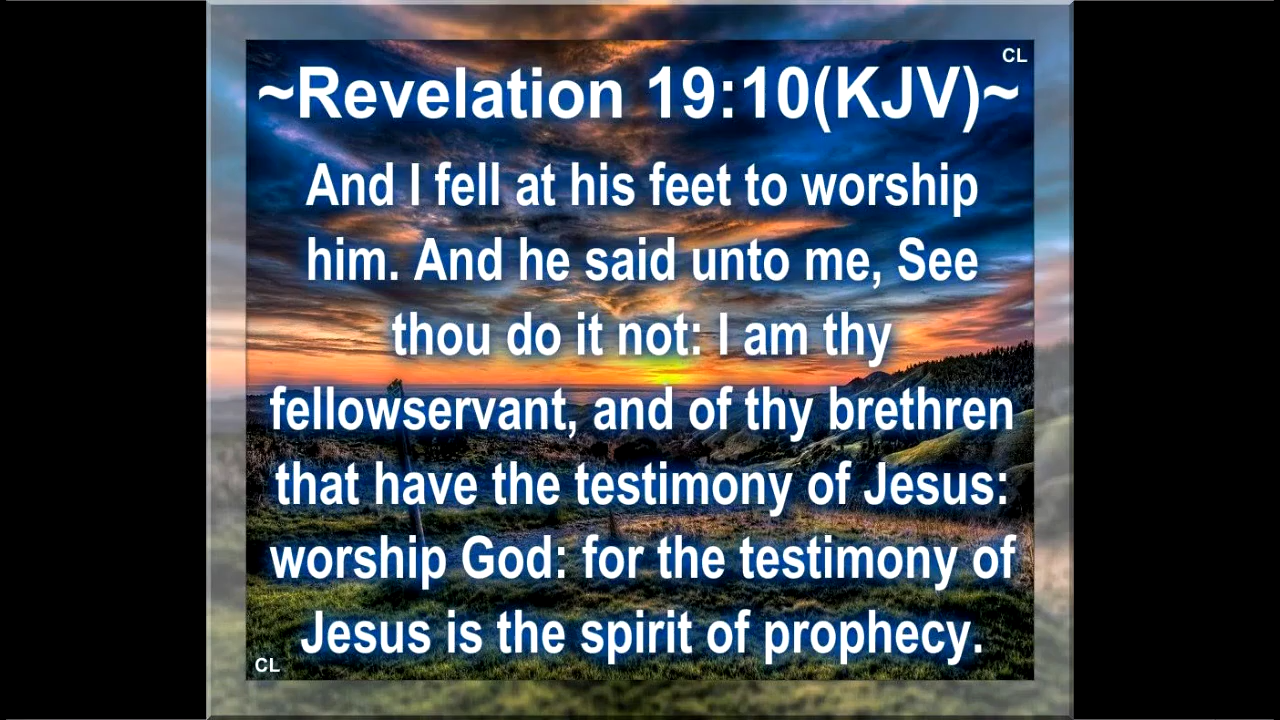 CL
~Revelation 19:10(KJV)~
And I fell at his feet to worship
him. And he said unto me, See
thou do it not: I am thy
fellowservant, and of thy brethren
that have the testimony of Jesus:
worship God: for the testimony of
Jesus is the spirit of prophecy.
CL